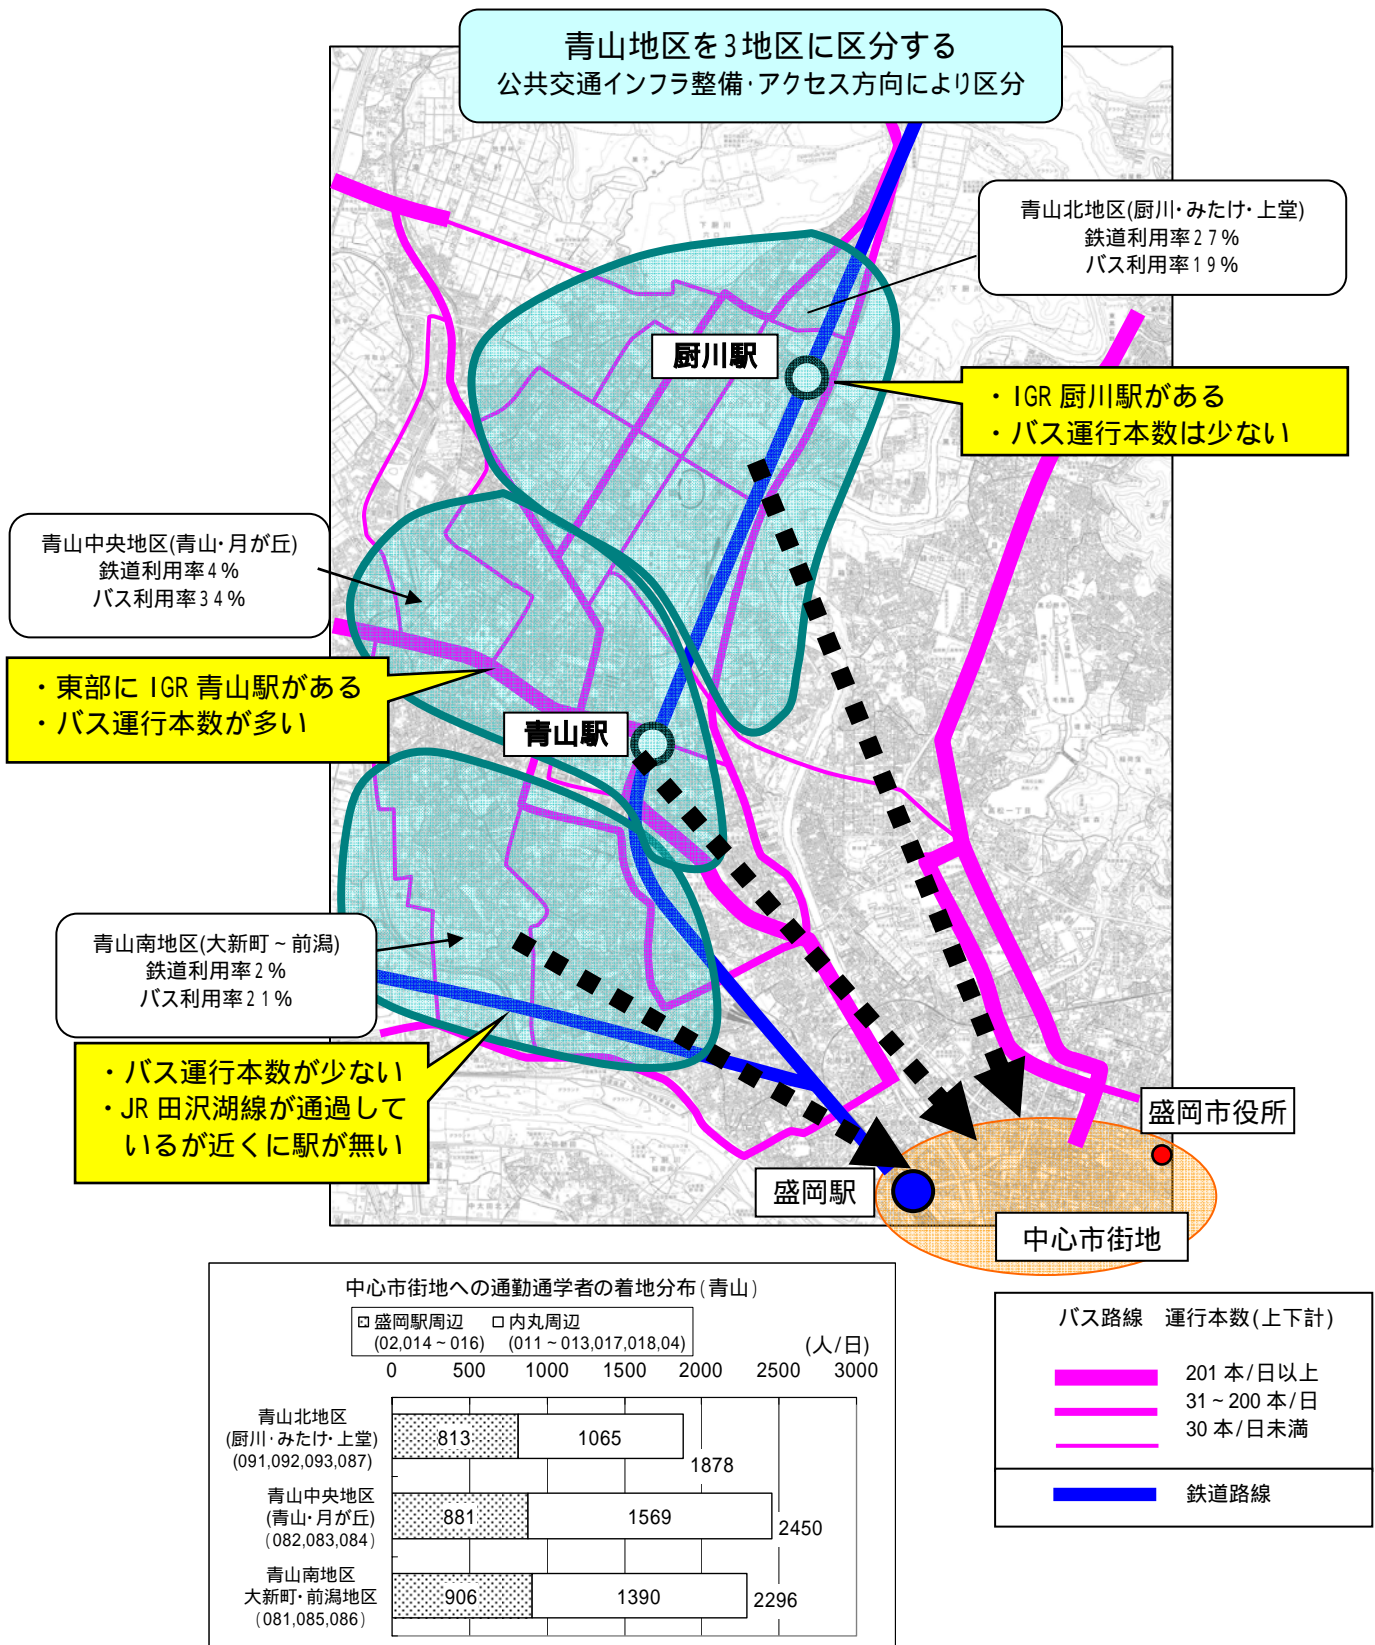 青山地区を3地区に区分する
公共交通インフラ整備・アクセス方向により区分
青山北地区(厨川・みたけ・上堂)
鉄道利用率27%
バス利用率19%
厨川駅
・IGR厨川駅がある
・バス運行本数は少ない
青山中央地区(青山・月が丘)
鉄道利用率4%
バス利用率34%
・東部にIGR青山駅がある
・バス運行本数が多い
青山駅
青山南地区(大新町~前潟)
鉄道利用率2%
バス利用率21%
・バス運行本数が少ない
・JR田沢湖線が通過して
いるが近くに駅が無い
盛岡市役所
盛岡駅
中心市街地
中心市街地への通勤通学者の着地分布(青山)
盛岡駅周辺 内丸周辺
(02,014~016) (011~013,017,018,04)
(人/日)
0 500 1000 1500 2000 2500 3000
青山北地区
(厨川・みたけ・上堂)
(091,092,093,087)
813 1065 1878
青山中央地区
(青山・月が丘)
(082,083,084)
881 1569 2450
青山南地区
大新町・前潟地区
(081,085,086)
906 1390 2296
バス路線 運行本数(上下計)
201本/日以上
31~200本/日
30本/日未満
鉄道路線